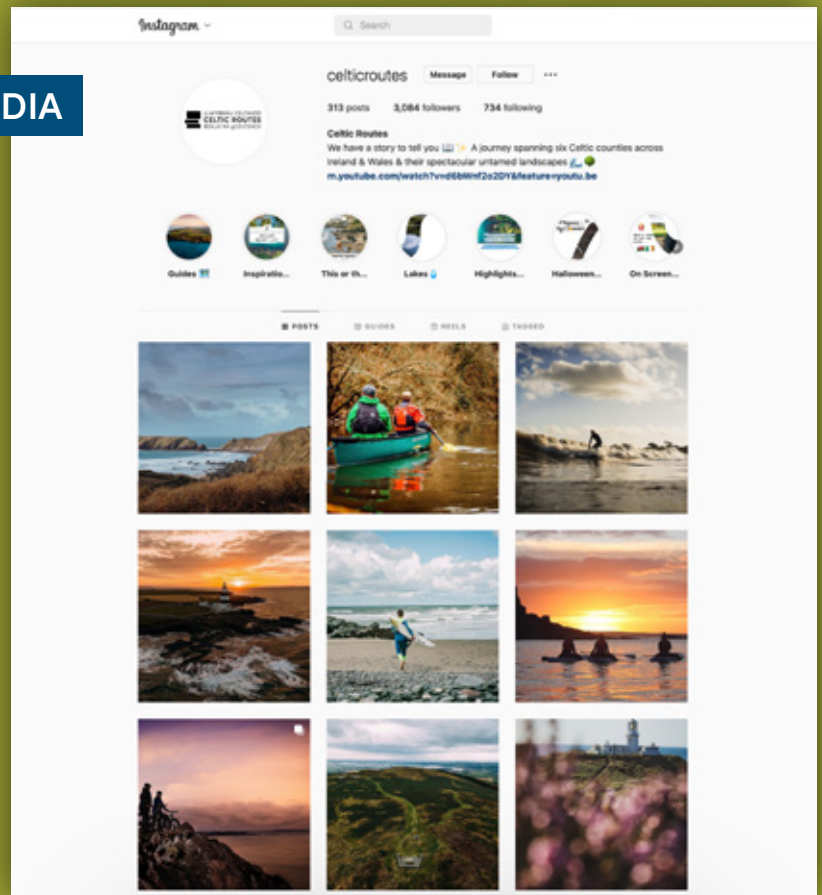 Instagram
Search
DIA
celticroutes Message Follow
313 posts 3,084 followers 734 following
CELTIC ROUTES
Celtic Routes
We have a story to tell you A journey spanning six Celtic counties across
Ireland & Wales & their spectacular untamed landscapes
Guides Inspiratio... This or th... Lakes Highlights... Halloween... On Screen...
POSTS GUIDES REELS TAGGED